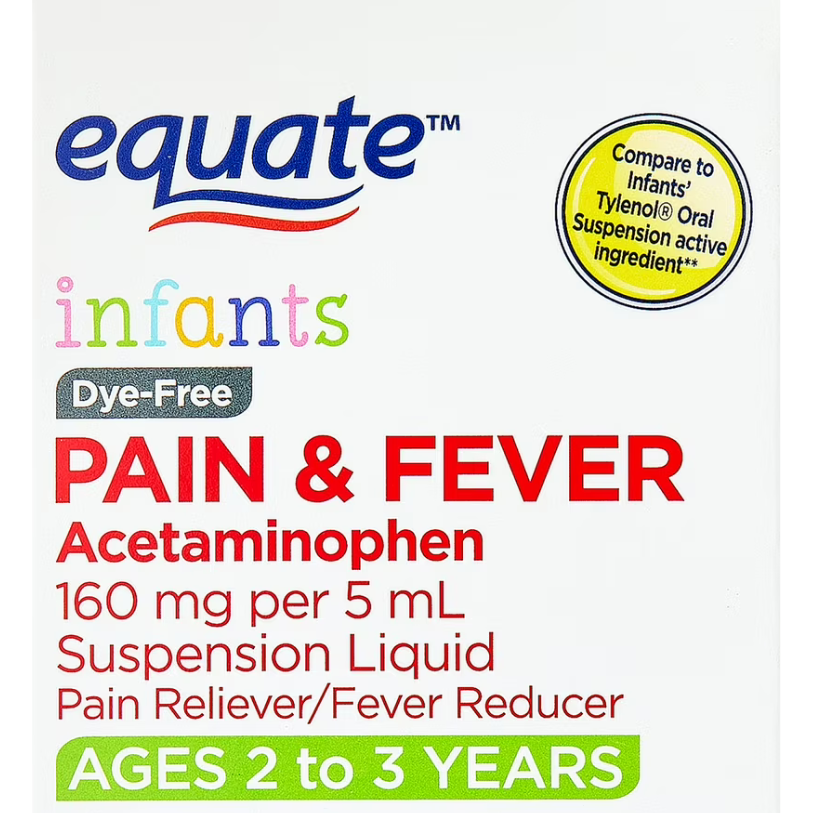 equate™
Compare to
Infants'
Tylenol® Oral
Suspension active
ingredient**
infants
Dye-Free
PAIN & FEVER
Acetaminophen
160 mg per 5 mL
Suspension Liquid
Pain Reliever/Fever Reducer
AGES 2 to 3 YEARS